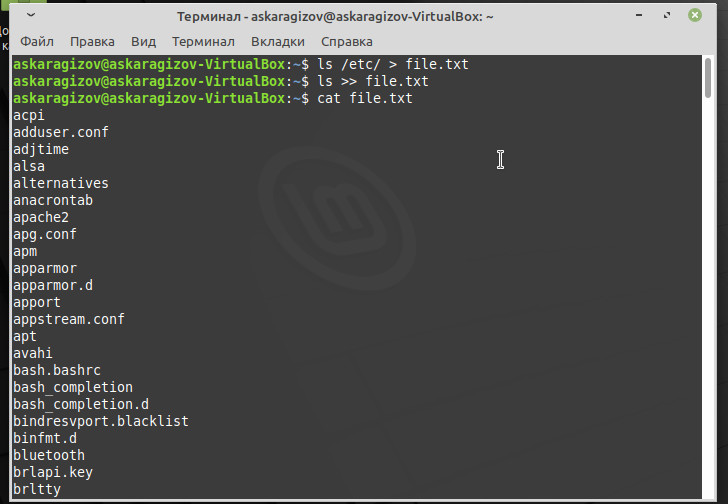 Терминал - askaragizov@askaragizov-VirtualBox: ~
Файл Правка Вид Терминал Вкладки Справка
askaragizov@askaragizov-VirtualBox:~$ ls /etc/ > file.txt
askaragizov@askaragizov-VirtualBox:~$ ls >> file.txt
askaragizov@askaragizov-VirtualBox:~$ cat file.txt
acpi
adduser.conf
adjtime
alsa
alternatives
anacrontab
apache2
apg.conf
apm
apparmor
apparmor.d
apport
appstream.conf
apt
avahi
bash.bashrc
bash_completion
bash_completion.d
bindresvport.blacklist
binfmt.d
bluetooth
brlapi.key
brltty